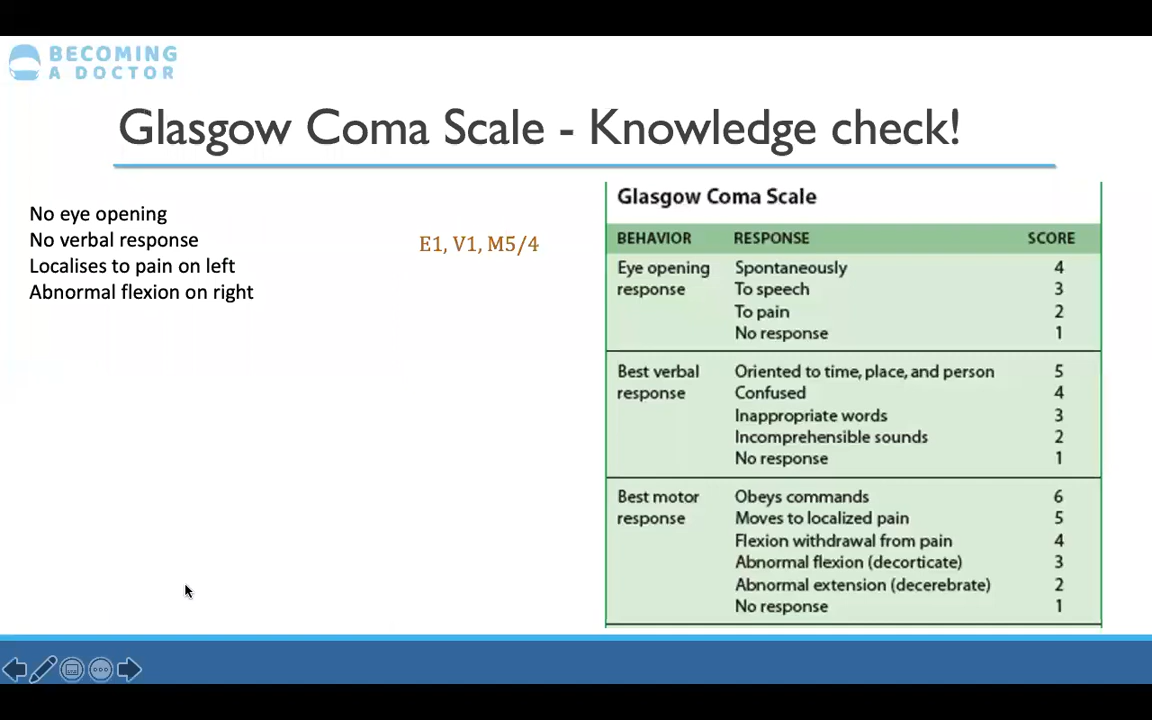 BECOMING
A DOCTOR
Glasgow Coma Scale - Knowledge check!
No eye opening
No verbal response
Localises to pain on left
Abnormal flexion on right
E1, V1, M5/4
Glasgow Coma Scale
BEHAVIOR RESPONSE SCORE
Eye opening Spontaneously 4
response To speech 3
To pain 2
No response 1
Best verbal Oriented to time, place, and person 5
response Confused 4
Inappropriate words 3
Incomprehensible sounds 2
No response 1
Best motor Obeys commands 6
response Moves to localized pain 5
Flexion withdrawal from pain 4
Abnormal flexion (decorticate) 3
Abnormal extension (decerebrate) 2
No response 1